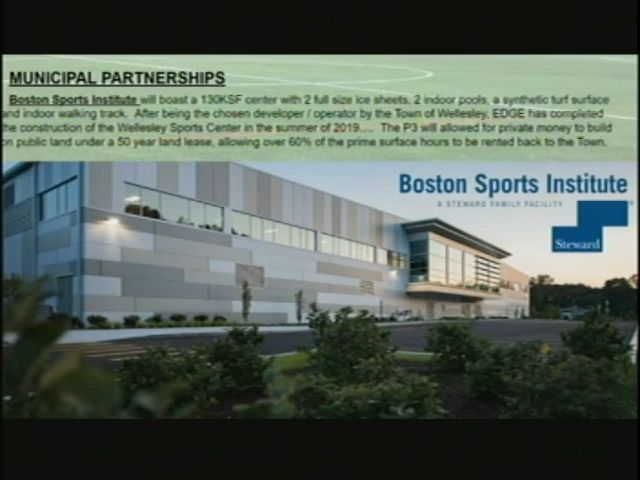 MUNICIPAL PARTNERSHIPS
Boston Sports Institute will boast a 130KSF center with 2 full size ice sheets, 2 indoor pools, a synthetic turf surface
and indoor walking track. After being the chosen developer / operator by the Town of Wellesley, EDGE has completed
the construction of the Wellesley Sports Center in the summer of 2019.... The P3 will allowed for private money to build
on public land under a 50 year land lease, allowing over 60% of the prime surface hours to be rented back to the Town.
Boston Sports Institute
A STEWARD FAMILY FACILITY
Steward